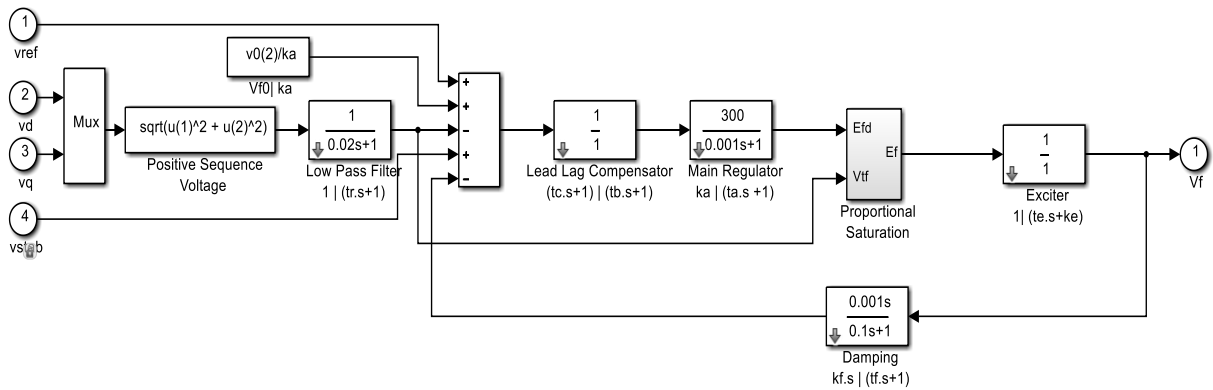 1
vref
2
vd
3
vq
4
vstab
Mux
sqrt(u(1)^2 + u(2)^2)
Positive Sequence
Voltage
v0(2)/ka
Vf0| ka
1
0.02s+1
Low Pass Filter
1 | (tr.s+1)
+
+
−
+
−
1
1
Lead Lag Compensator
(tc.s+1) | (tb.s+1)
300
0.001s+1
Main Regulator
ka | (ta.s +1)
Efd
Ef
Vtf
Proportional
Saturation
1
1
Exciter
1| (te.s+ke)
1
Vf
0.001s
0.1s+1
Damping
kf.s | (tf.s+1)